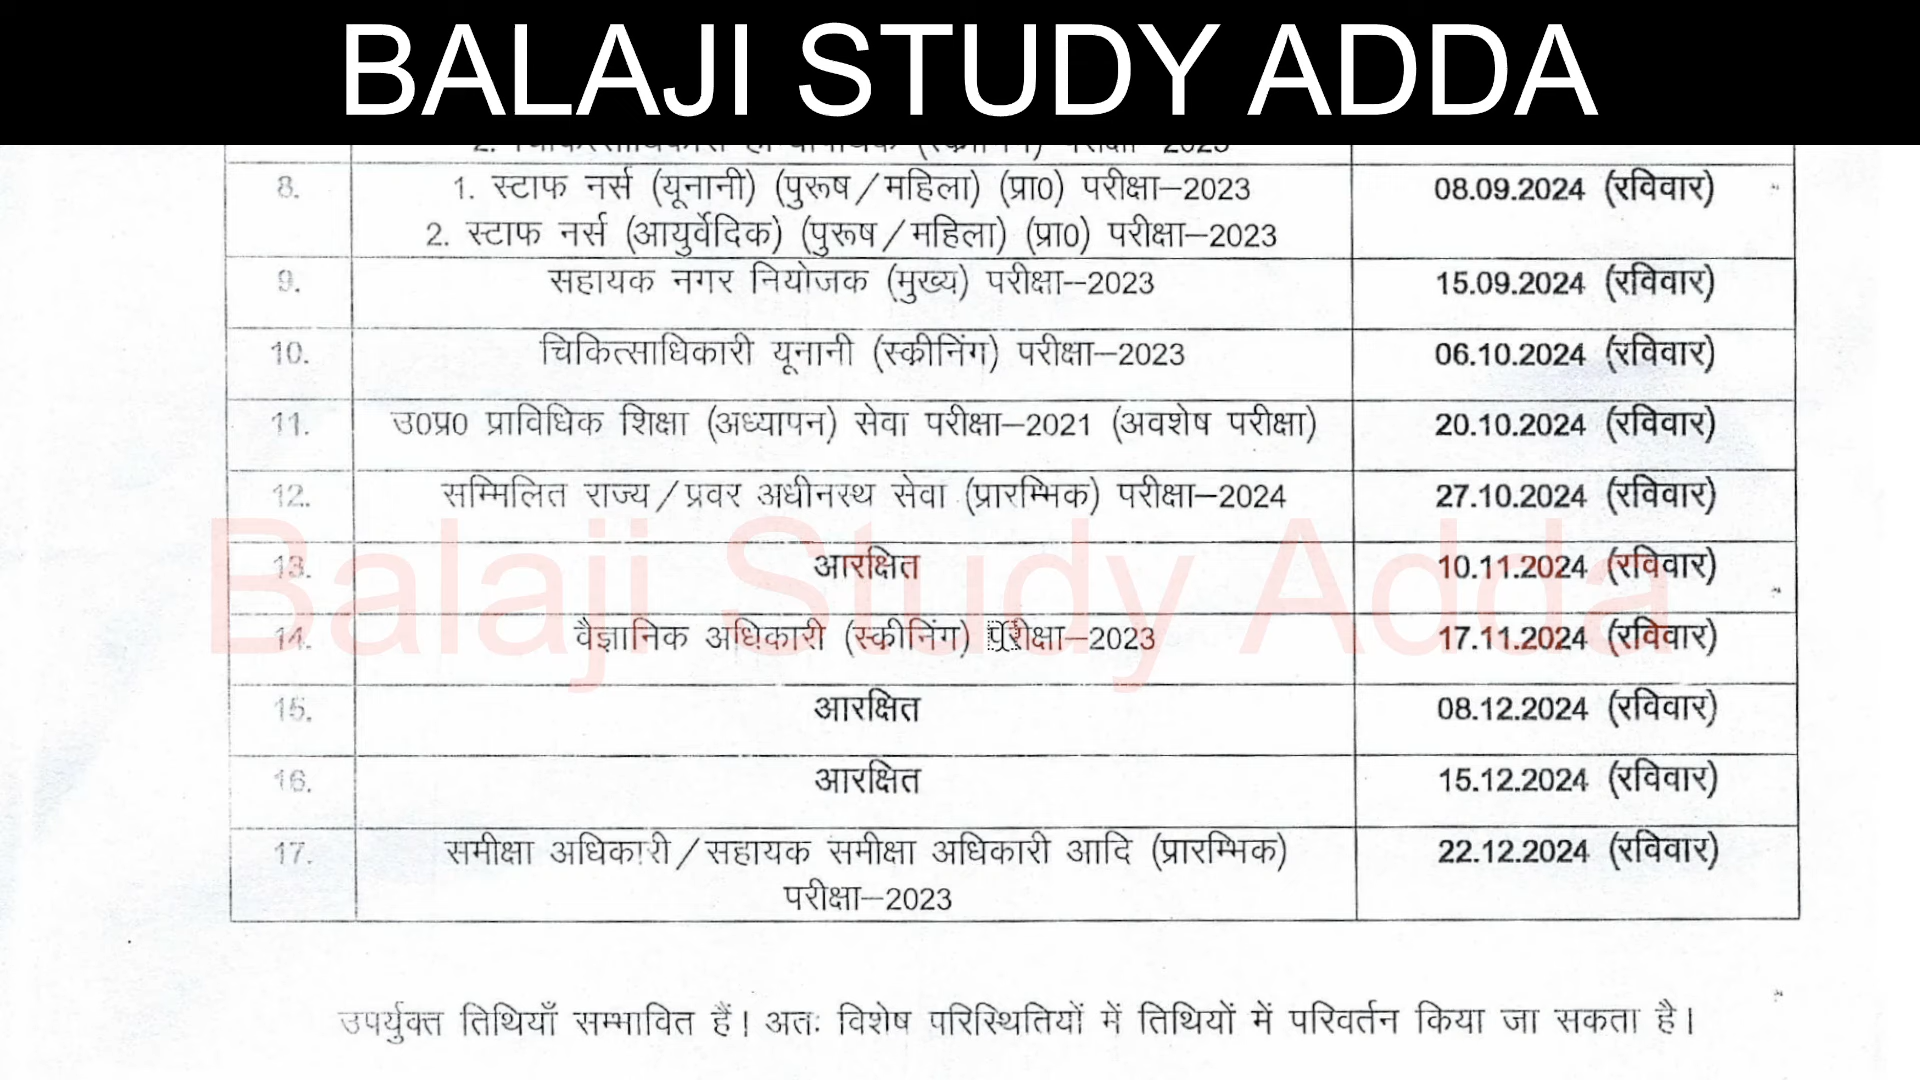 BALAJI STUDY ADDA
8.
1. स्टाफ नर्स (यूनानी) (पुरूष/महिला) (प्रा0) परीक्षा–2023
08.09.2024 (रविवार)
2. स्टाफ नर्स (आयुर्वेदिक) (पुरूष/महिला) (प्रा0) परीक्षा–2023
9.
सहायक नगर नियोजक (मुख्य) परीक्षा–2023
15.09.2024 (रविवार)
10.
चिकित्साधिकारी यूनानी (स्क्रीनिंग) परीक्षा–2023
06.10.2024 (रविवार)
11.
उ0प्र0 प्राविधिक शिक्षा (अध्यापन) सेवा परीक्षा–2021 (अवशेष परीक्षा)
20.10.2024 (रविवार)
12.
सम्मिलित राज्य/प्रवर अधीनस्थ सेवा (प्रारम्भिक) परीक्षा–2024
27.10.2024 (रविवार)
13.
आरक्षित
10.11.2024 (रविवार)
Balaji Study Adda
14.
वैज्ञानिक अधिकारी (स्क्रीनिंग) परीक्षा–2023
17.11.2024 (रविवार)
15.
आरक्षित
08.12.2024 (रविवार)
16.
आरक्षित
15.12.2024 (रविवार)
17.
समीक्षा अधिकारी/सहायक समीक्षा अधिकारी आदि (प्रारम्भिक)
22.12.2024 (रविवार)
परीक्षा–2023
उपर्युक्त तिथियाँ सम्भावित हैं। अतः विशेष परिस्थितियों में तिथियों में परिवर्तन किया जा सकता है।